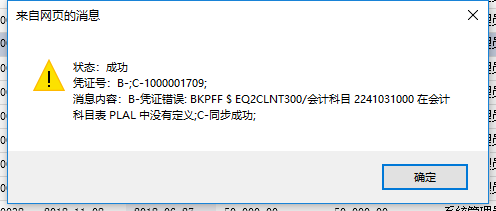 来自网页的消息
状态：成功
凭证号：B-;C-1000001709;
消息内容：B-凭证错误: BKPFF $ EQ2CLNT300/会计科目 2241031000 在会
计科目表 PLAL 中没有定义;C-同步成功;
确定